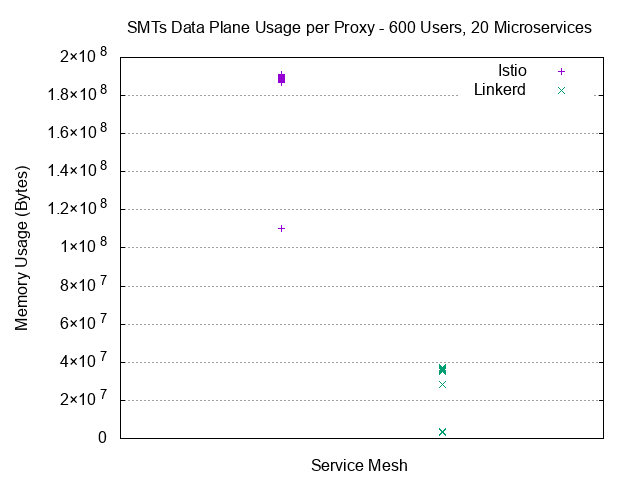 SMTs Data Plane Usage per Proxy - 600 Users, 20 Microservices
2×10^8
1.8×10^8
1.6×10^8
1.4×10^8
1.2×10^8
1×10^8
8×10^7
6×10^7
4×10^7
2×10^7
0
Memory Usage (Bytes)
Istio
Linkerd
Service Mesh